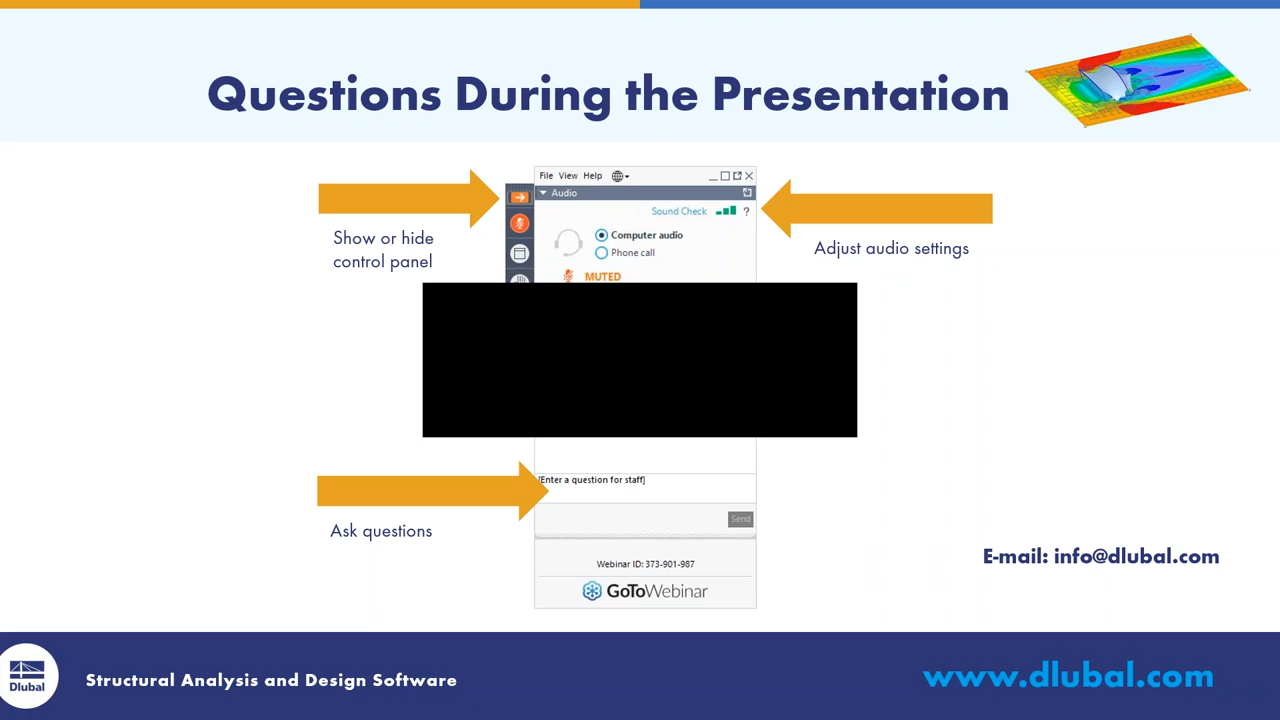 Questions During the Presentation
File View Help
Audio
Sound Check ?
Computer audio
Phone call
MUTED
Show or hide
control panel
Adjust audio settings
[Enter a question for staff]
Send
Ask questions
Webinar ID: 373-901-987
GoToWebinar
E-mail: info@dlubal.com
Dlubal
Structural Analysis and Design Software
www.dlubal.com